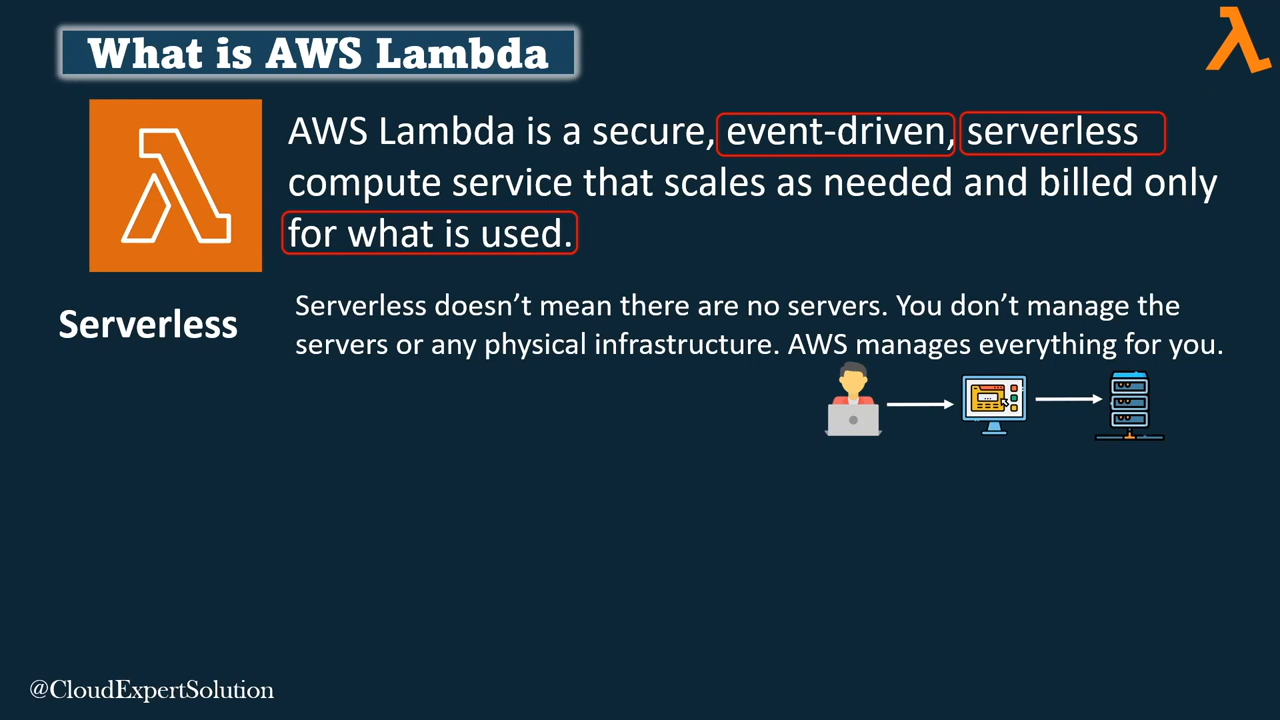 What is AWS Lambda
AWS Lambda is a secure, event-driven, serverless
compute service that scales as needed and billed only
for what is used.
Serverless
Serverless doesn’t mean there are no servers. You don’t manage the
servers or any physical infrastructure. AWS manages everything for you.
@CloudExpertSolution